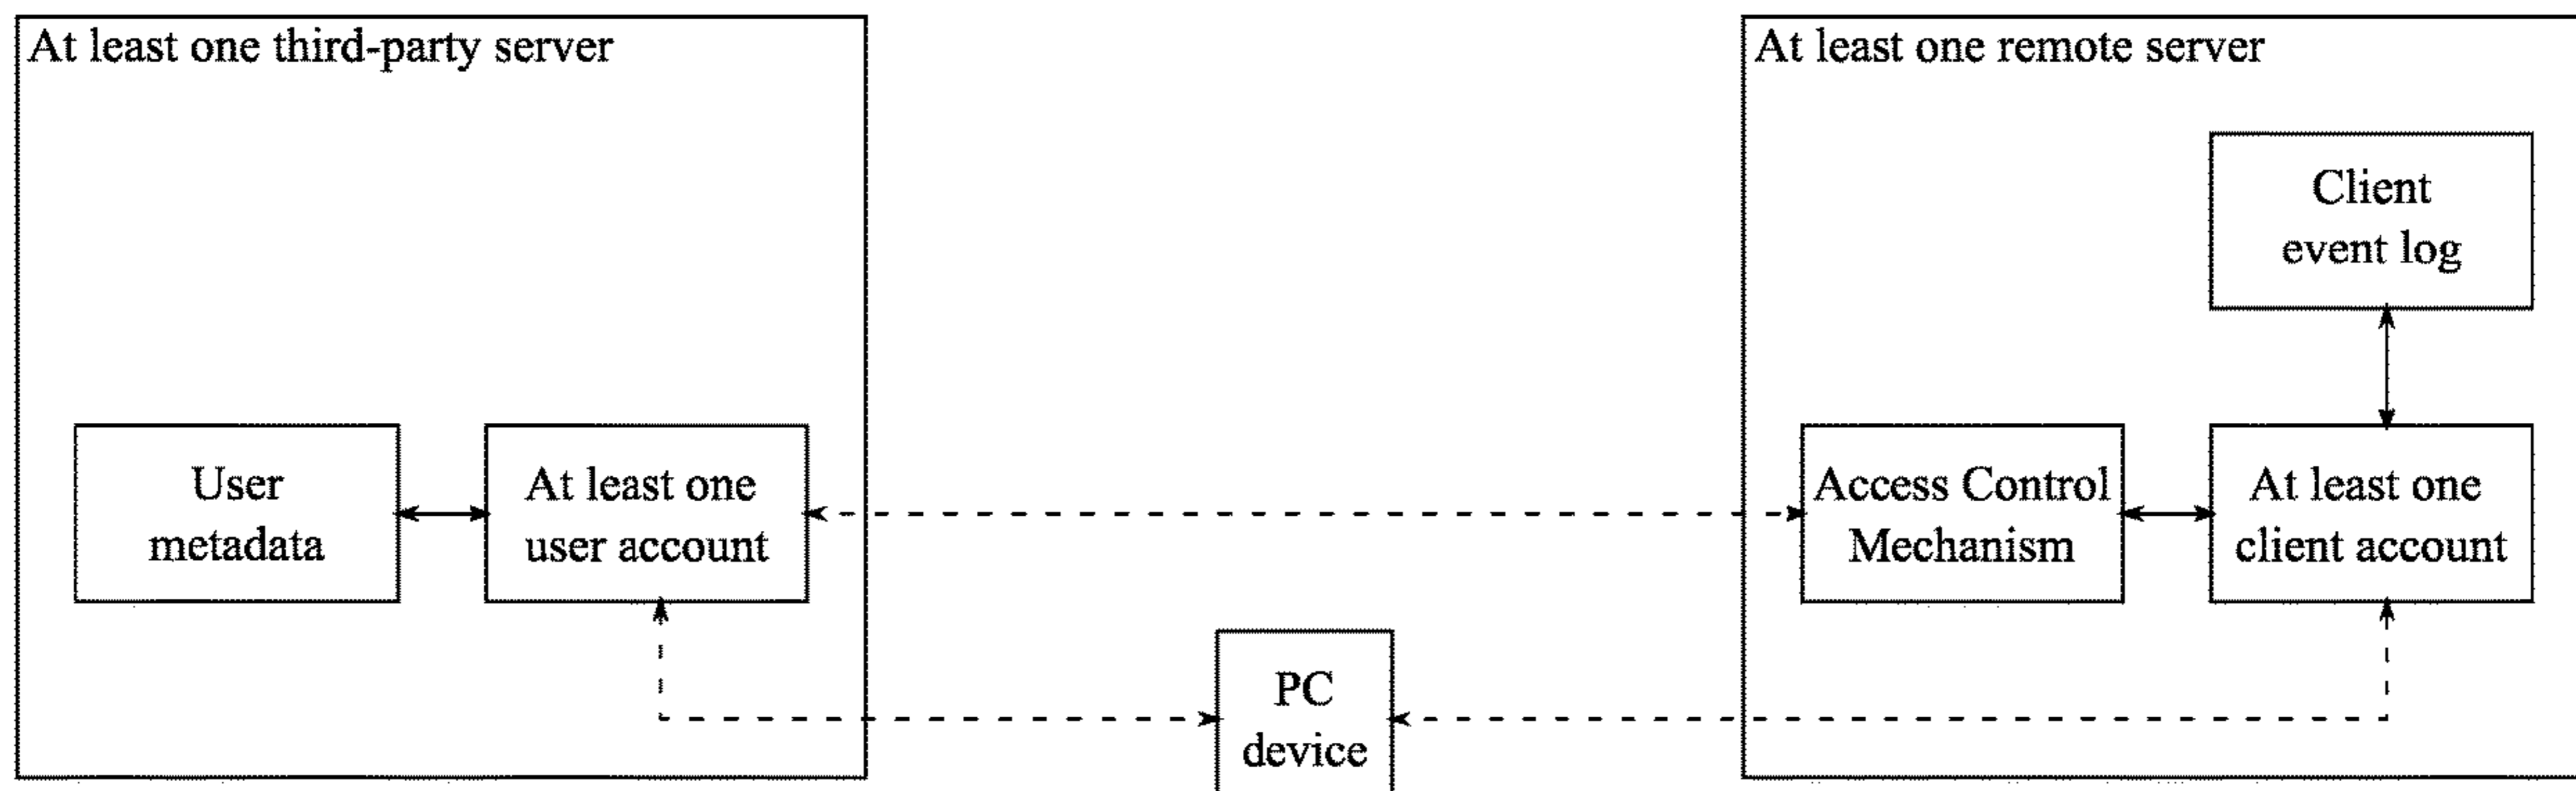 At least one third-party server
At least one remote server
Client
event log
User
metadata
At least one
user account
Access Control
Mechanism
At least one
client account
PC
device